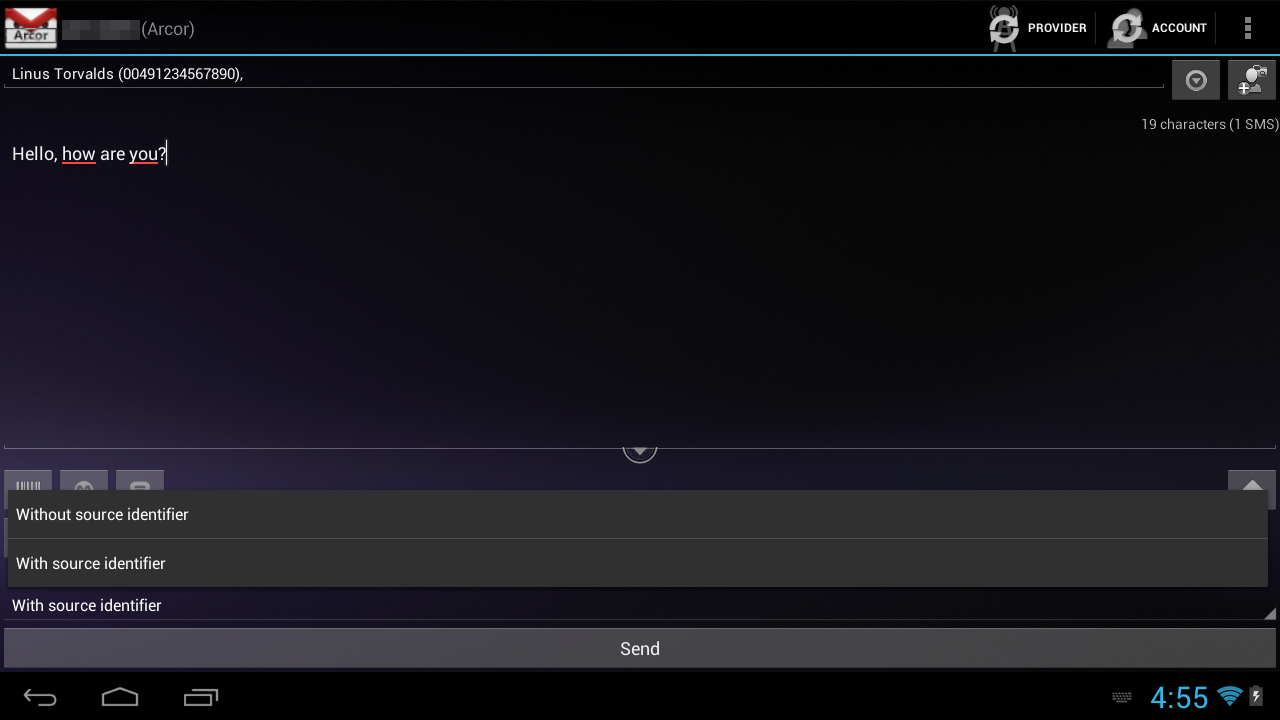 Arcor
(Arcor)
PROVIDER
ACCOUNT
Linus Torvalds (00491234567890),
19 characters (1 SMS)
Hello, how are you?
Without source identifier
With source identifier
With source identifier
Send
4:55